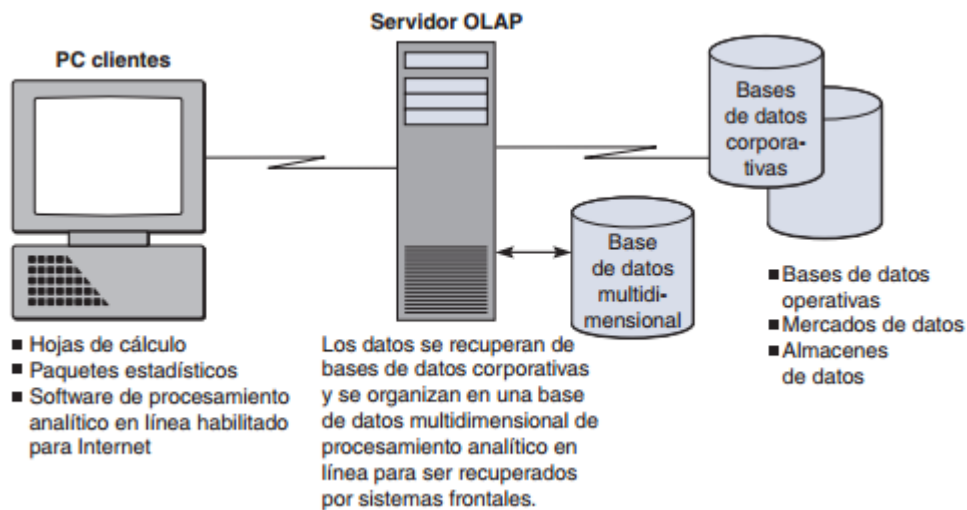 Servidor OLAP
PC clientes
Bases
de datos
corpora-
tivas
Base
de datos
multidi-
mensional
■ Hojas de cálculo
■ Paquetes estadísticos
■ Software de procesamiento
analítico en línea habilitado
para Internet
Los datos se recuperan de
bases de datos corporativas
y se organizan en una base
de datos multidimensional de
procesamiento analítico en
línea para ser recuperados
por sistemas frontales.
■ Bases de datos
operativas
■ Mercados de datos
■ Almacenes
de datos